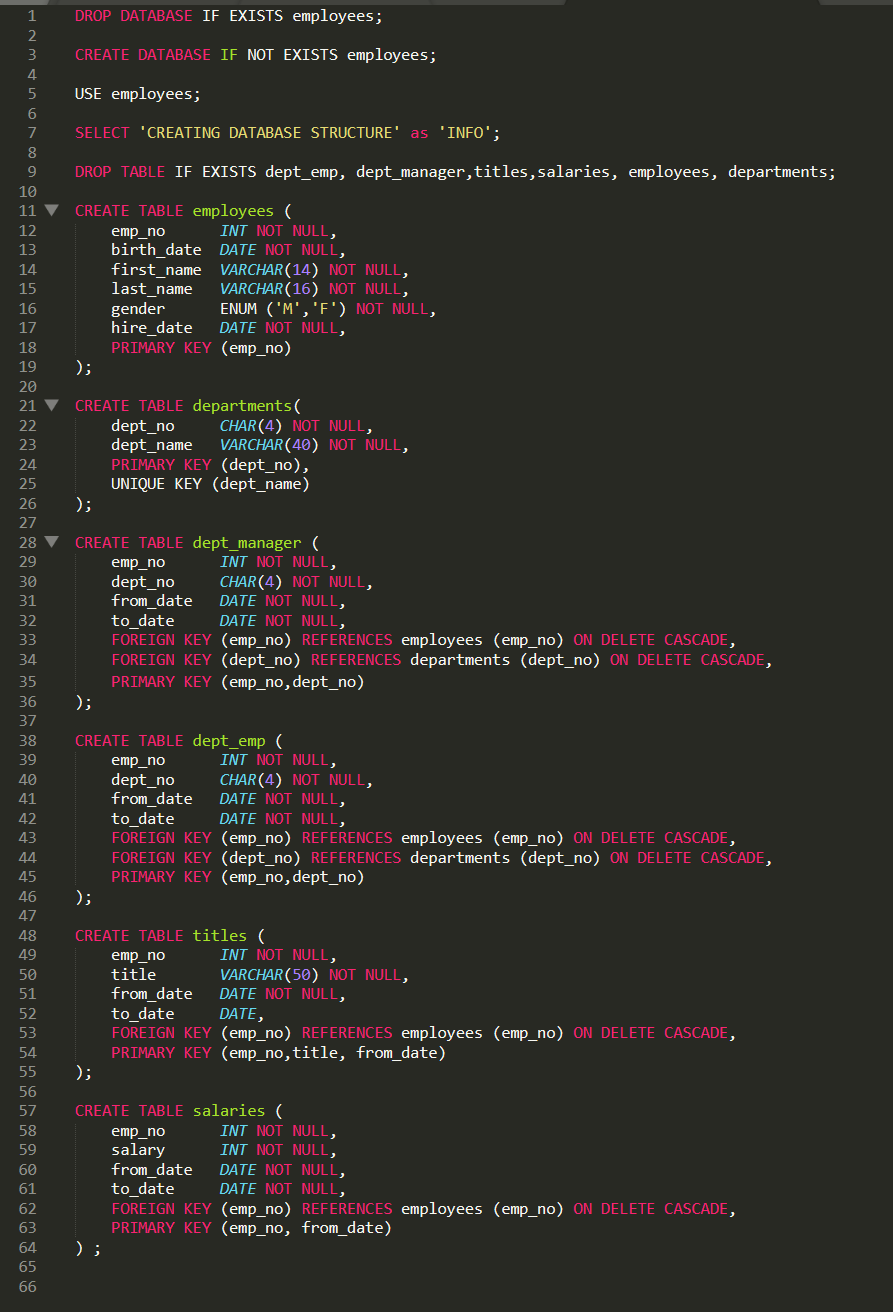 1 DROP DATABASE IF EXISTS employees;
2
3 CREATE DATABASE IF NOT EXISTS employees;
4
5 USE employees;
6
7 SELECT 'CREATING DATABASE STRUCTURE' as 'INFO';
8
9 DROP TABLE IF EXISTS dept_emp, dept_manager,titles,salaries, employees, departments;
10
11 CREATE TABLE employees (
12 emp_no INT NOT NULL,
13 birth_date DATE NOT NULL,
14 first_name VARCHAR(14) NOT NULL,
15 last_name VARCHAR(16) NOT NULL,
16 gender ENUM ('M','F') NOT NULL,
17 hire_date DATE NOT NULL,
18 PRIMARY KEY (emp_no)
19 );
20
21 CREATE TABLE departments(
22 dept_no CHAR(4) NOT NULL,
23 dept_name VARCHAR(40) NOT NULL,
24 PRIMARY KEY (dept_no),
25 UNIQUE KEY (dept_name)
26 );
27
28 CREATE TABLE dept_manager (
29 emp_no INT NOT NULL,
30 dept_no CHAR(4) NOT NULL,
31 from_date DATE NOT NULL,
32 to_date DATE NOT NULL,
33 FOREIGN KEY (emp_no) REFERENCES employees (emp_no) ON DELETE CASCADE,
34 FOREIGN KEY (dept_no) REFERENCES departments (dept_no) ON DELETE CASCADE,
35 PRIMARY KEY (emp_no,dept_no)
36 );
37
38 CREATE TABLE dept_emp (
39 emp_no INT NOT NULL,
40 dept_no CHAR(4) NOT NULL,
41 from_date DATE NOT NULL,
42 to_date DATE NOT NULL,
43 FOREIGN KEY (emp_no) REFERENCES employees (emp_no) ON DELETE CASCADE,
44 FOREIGN KEY (dept_no) REFERENCES departments (dept_no) ON DELETE CASCADE,
45 PRIMARY KEY (emp_no,dept_no)
46 );
47
48 CREATE TABLE titles (
49 emp_no INT NOT NULL,
50 title VARCHAR(50) NOT NULL,
51 from_date DATE NOT NULL,
52 to_date DATE,
53 FOREIGN KEY (emp_no) REFERENCES employees (emp_no) ON DELETE CASCADE,
54 PRIMARY KEY (emp_no,title, from_date)
55 );
56
57 CREATE TABLE salaries (
58 emp_no INT NOT NULL,
59 salary INT NOT NULL,
60 from_date DATE NOT NULL,
61 to_date DATE NOT NULL,
62 FOREIGN KEY (emp_no) REFERENCES employees (emp_no) ON DELETE CASCADE,
63 PRIMARY KEY (emp_no, from_date)
64 ) ;
65
66